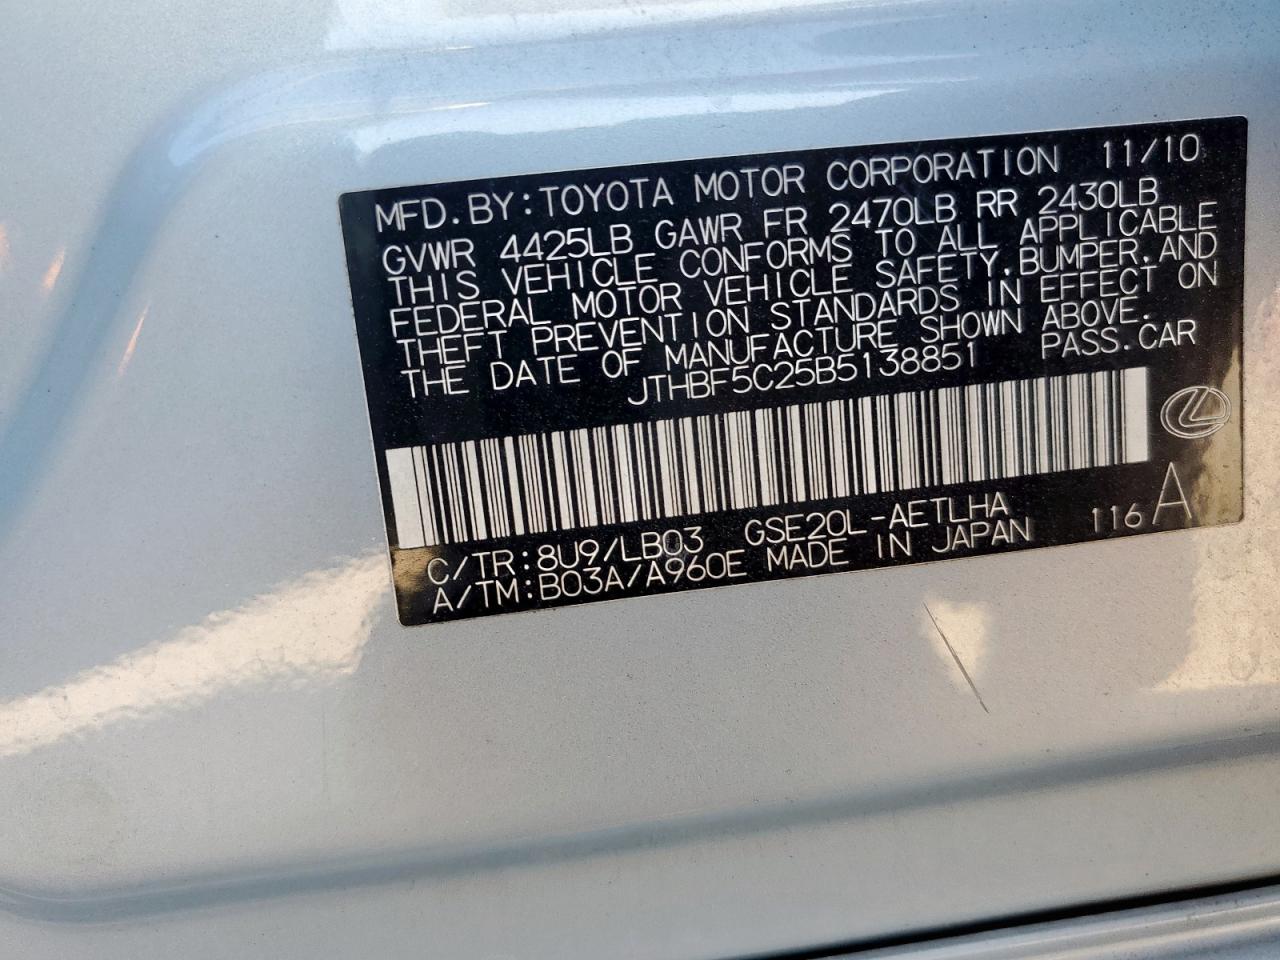 MFD.BY:TOYOTA MOTOR CORPORATION 11/10
GVWR 4425LB GAWR FR 2470LB RR 2430LB
THIS VEHICLE CONFORMS TO ALL APPLICABLE
FEDERAL MOTOR VEHICLE SAFETY,BUMPER,AND
THEFT PREVENTION STANDARDS IN EFFECT ON
THE DATE OF MANUFACTURE SHOWN ABOVE.
JTHBF5C25B5138851 PASS.CAR
C/TR:8U9/LB03 GSE20L-AETLHA
A/TM:B03A/A960E MADE IN JAPAN 116 A